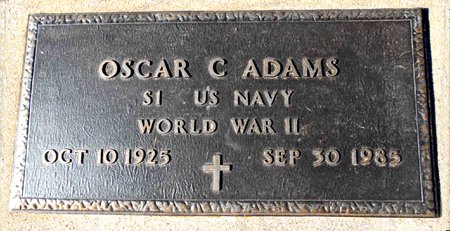 OSCAR C ADAMS
S1 US NAVY
WORLD WAR II
OCT 10 1925 SEP 30 1985